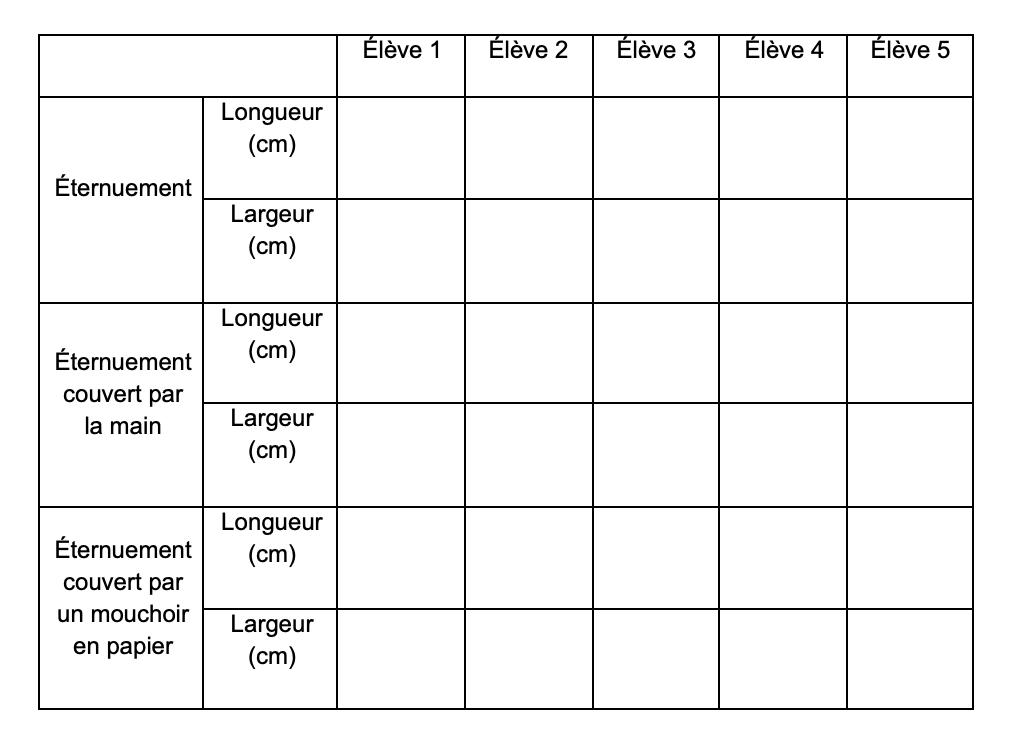 Élève 1 Élève 2 Élève 3 Élève 4 Élève 5
Éternuement
Longueur
(cm)
Largeur
(cm)
Éternuement
couvert par
la main
Longueur
(cm)
Largeur
(cm)
Éternuement
couvert par
un mouchoir
en papier
Longueur
(cm)
Largeur
(cm)